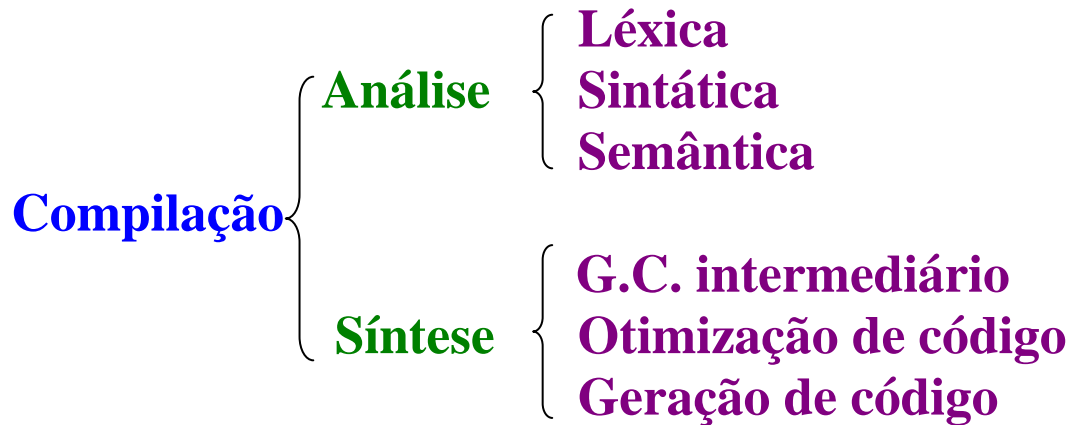 Léxica
Análise
Sintática
Semântica
Compilação
G.C. intermediário
Síntese
Otimização de código
Geração de código